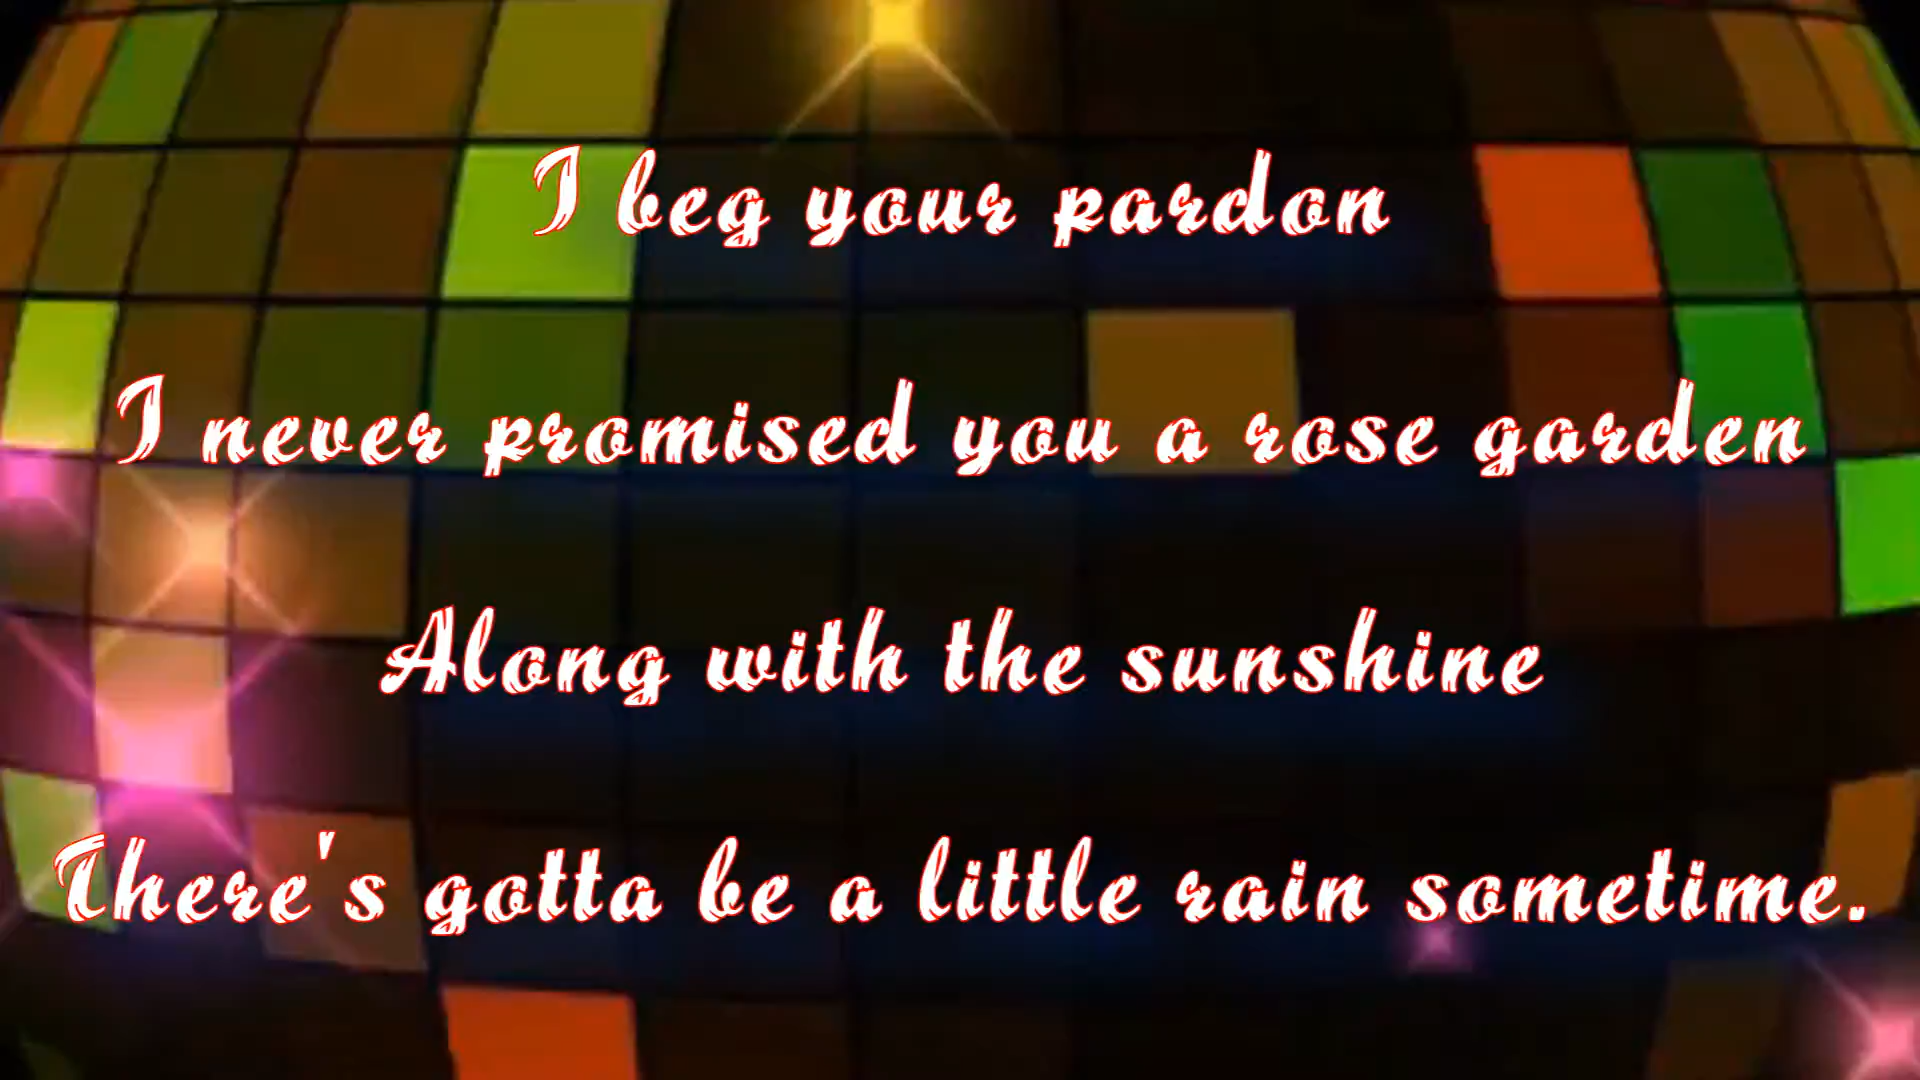 I beg your pardon
I never promised you a rose garden
Along with the sunshine
There's gotta be a little rain sometime.